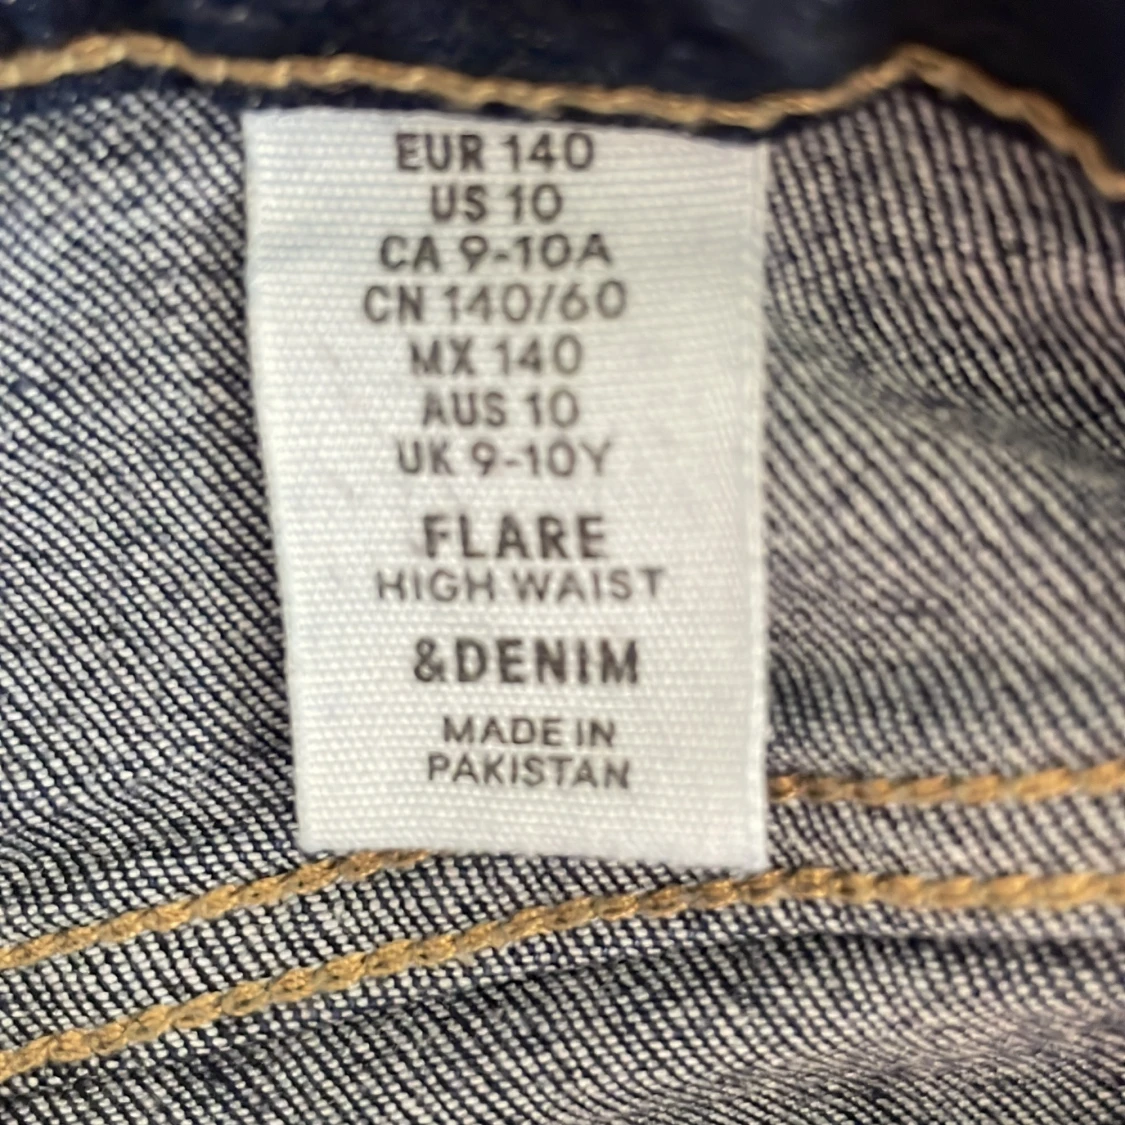 EUR 140
US 10
CA 9-10A
CN 140/60
MX 140
AUS 10
UK 9-10Y
FLARE
HIGH WAIST
&DENIM
MADE IN
PAKISTAN